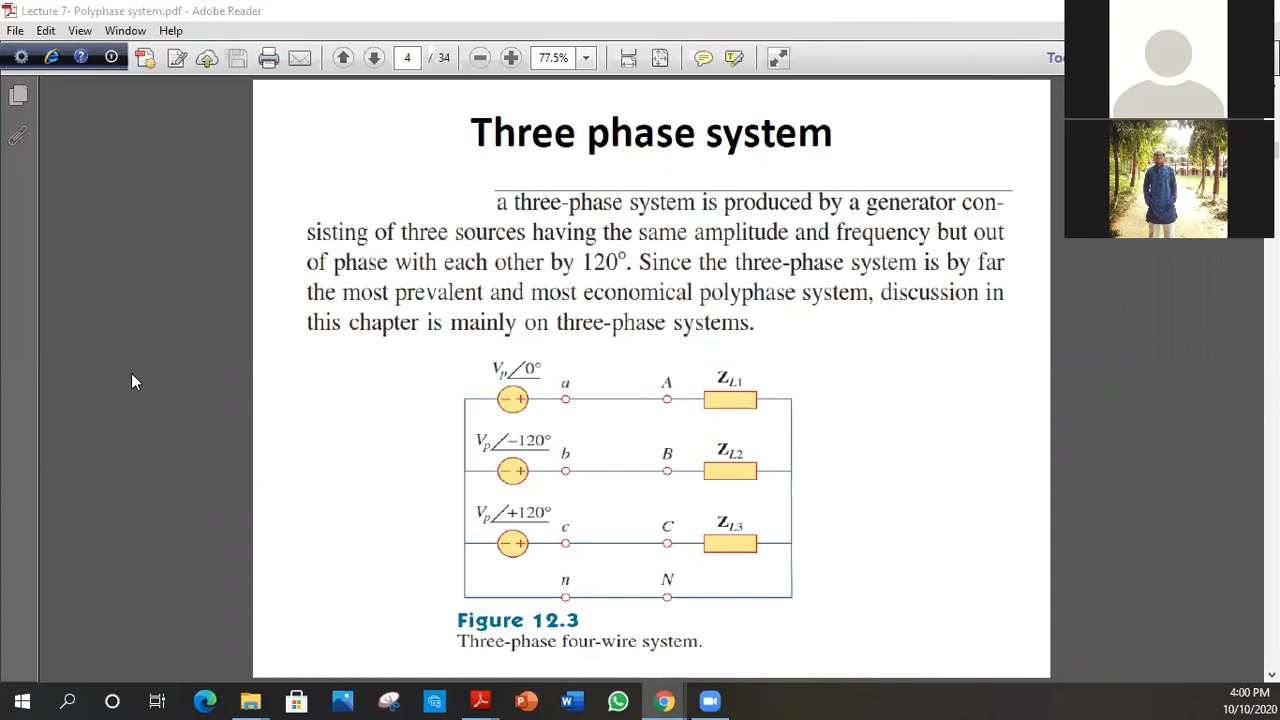 Lecture 7- Polyphase system.pdf - Adobe Reader
File Edit View Window Help
4 / 34 77.5%
Three phase system
a three-phase system is produced by a generator con-
sisting of three sources having the same amplitude and frequency but out
of phase with each other by 120°. Since the three-phase system is by far
the most prevalent and most economical polyphase system, discussion in
this chapter is mainly on three-phase systems.
Vp/0° a A ZL1
Vp/−120° b B ZL2
Vp/+120° c C ZL3
n N
Figure 12.3
Three-phase four-wire system.
4:00 PM
10/10/2020